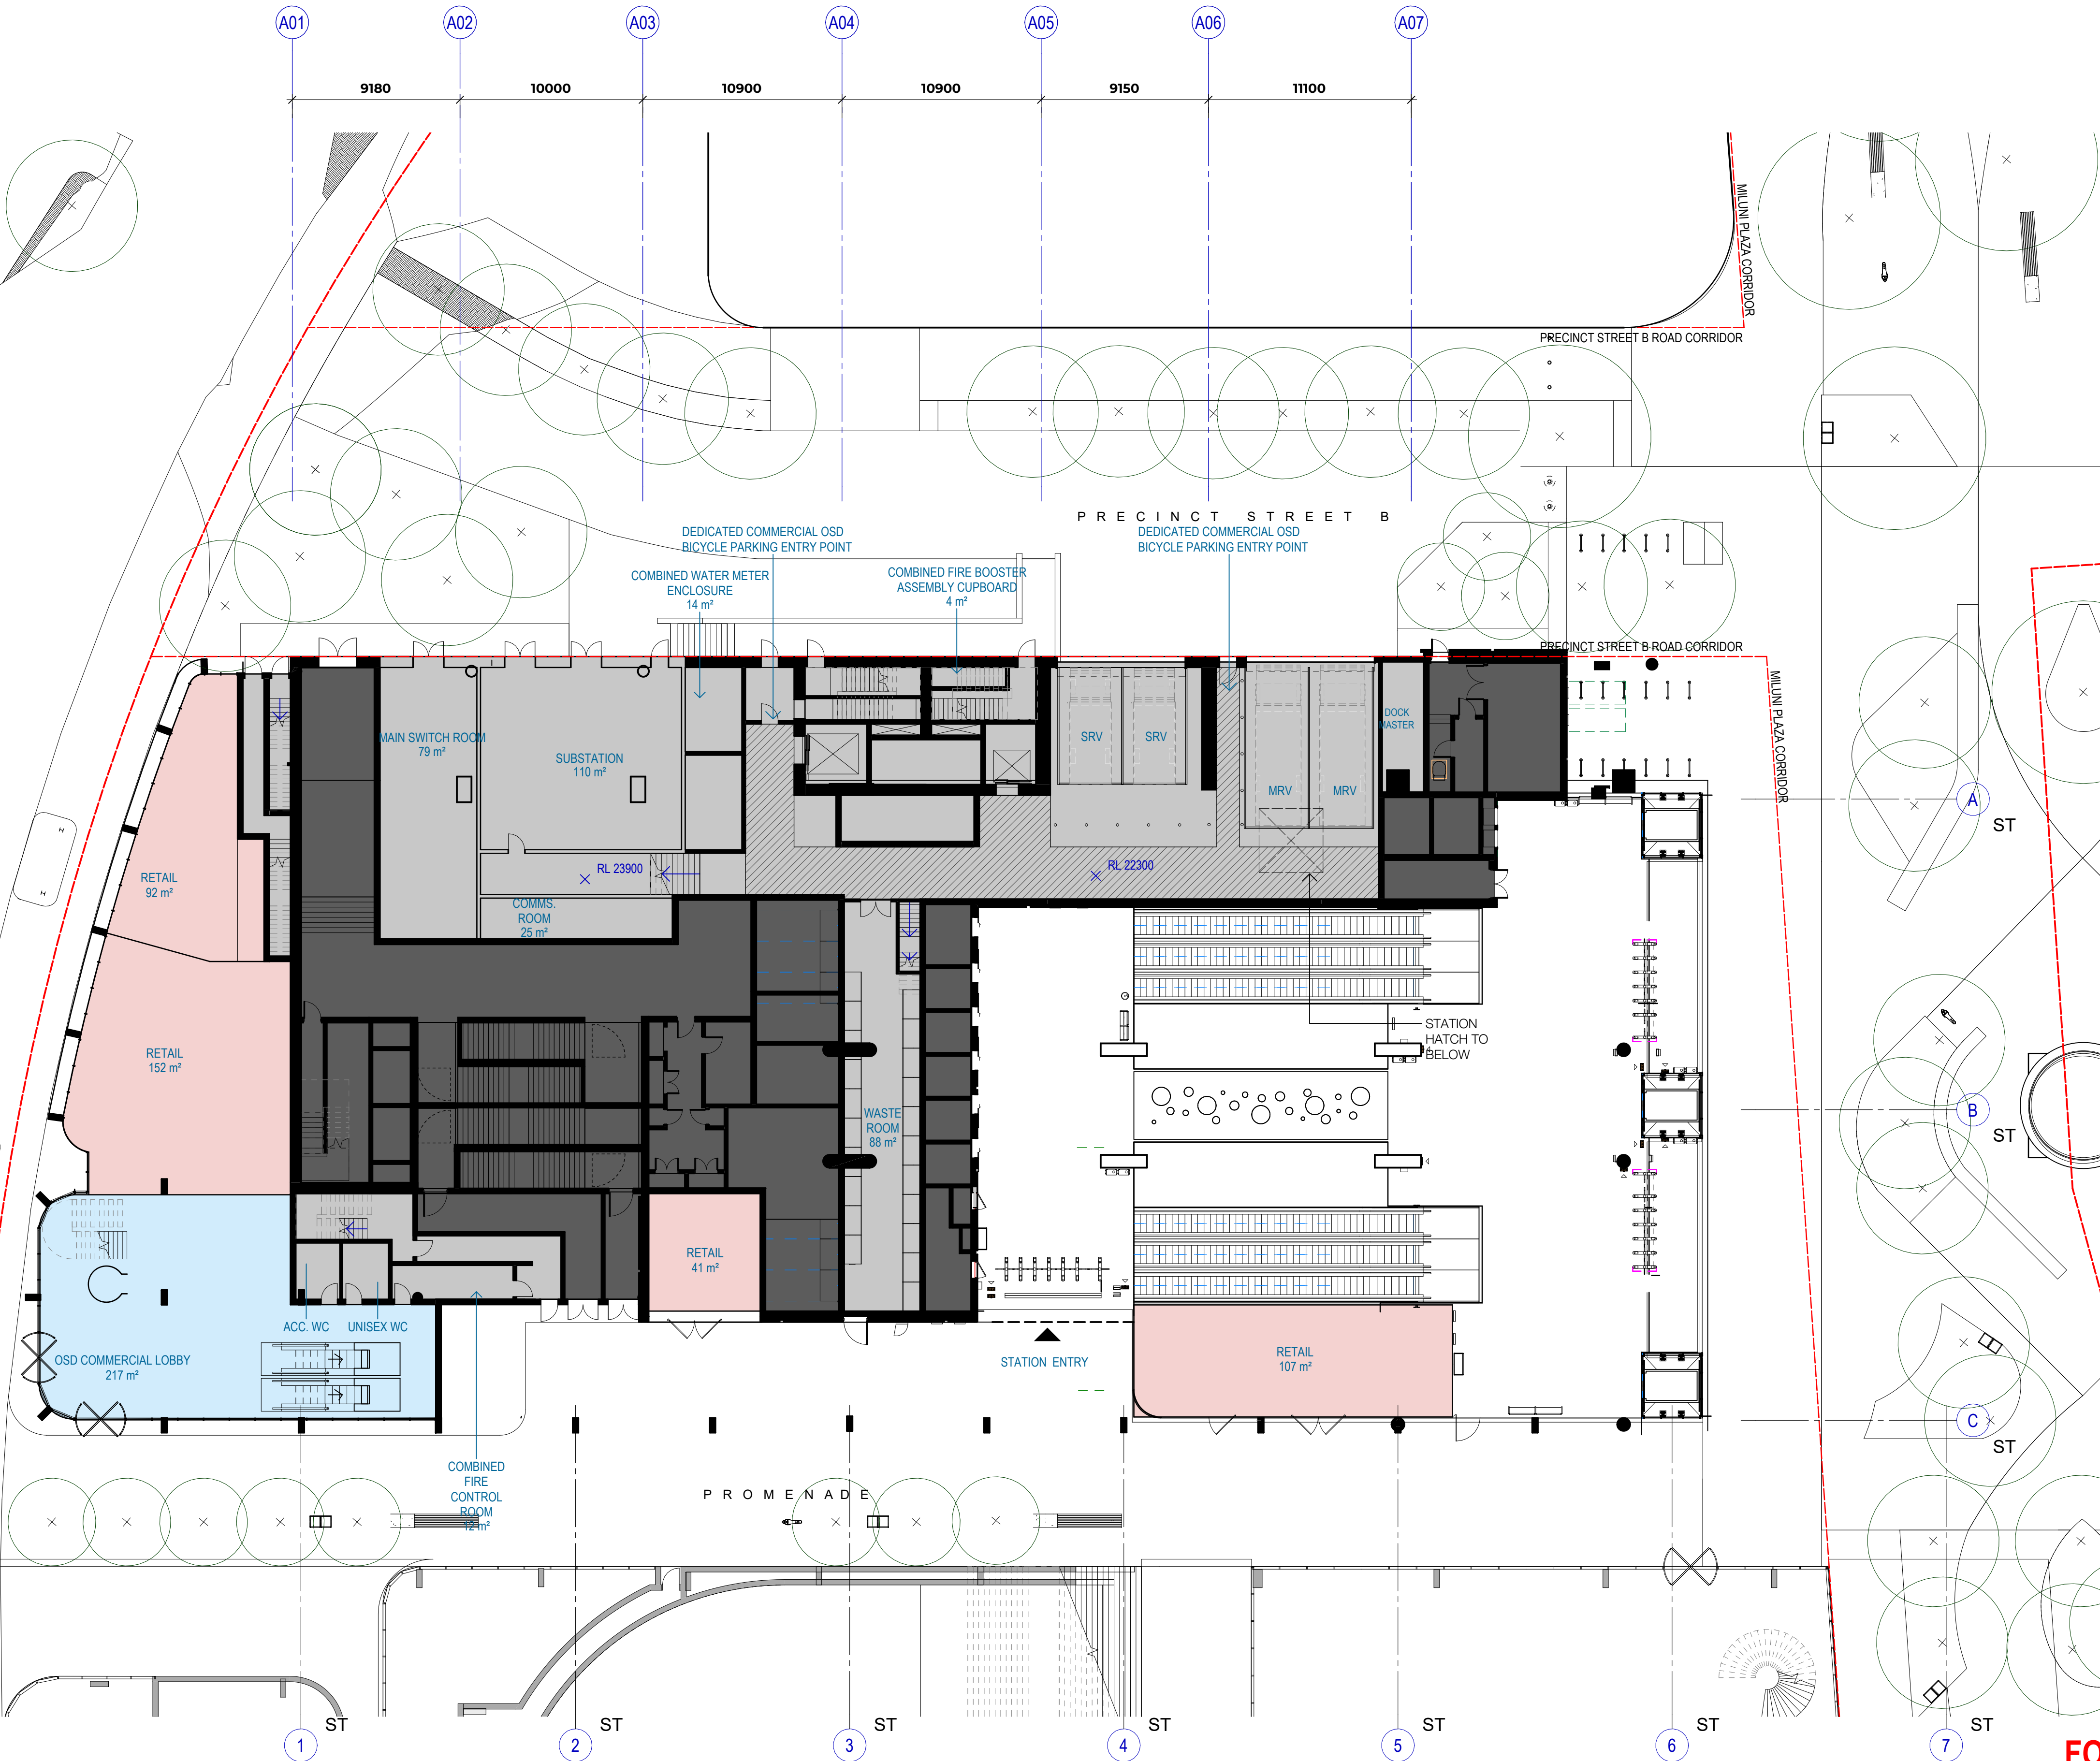 A01
A02
A03
A04
A05
A06
A07
9180
10000
10900
10900
9150
11100
MILUNI PLAZA CORRIDOR
PRECINCT STREET B ROAD CORRIDOR
PRECINCT STREET B
DEDICATED COMMERCIAL OSD
BICYCLE PARKING ENTRY POINT
DEDICATED COMMERCIAL OSD
BICYCLE PARKING ENTRY POINT
COMBINED WATER METER
ENCLOSURE
14 m²
COMBINED FIRE BOOSTER
ASSEMBLY CUPBOARD
4 m²
PRECINCT STREET B ROAD CORRIDOR
MILUNI PLAZA CORRIDOR
MAIN SWITCH ROOM
79 m²
SUBSTATION
110 m²
SRV
SRV
MRV
MRV
DOCK
MASTER
A
ST
RETAIL
92 m²
RL 23900
RL 22300
COMMS.
ROOM
25 m²
H
H
RETAIL
152 m²
STATION
HATCH TO
BELOW
WASTE
ROOM
88 m²
B
ST
RETAIL
41 m²
ACC. WC
UNISEX WC
OSD COMMERCIAL LOBBY
217 m²
STATION ENTRY
RETAIL
107 m²
C
ST
COMBINED
FIRE
CONTROL
ROOM
12 m²
PROMENADE
1
ST
2
ST
3
ST
4
ST
5
ST
6
ST
7
ST